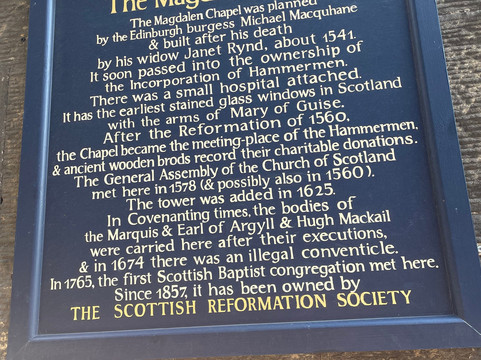 The Mag
The Magdalen Chapel was planned
by the Edinburgh burgess Michael Macquhane
& built after his death
by his widow Janet Rynd, about 1541.
It soon passed into the ownership of
the Incorporation of Hammermen.
There was a small hospital attached.
It has the earliest stained glass windows in Scotland
with the arms of Mary of Guise.
After the Reformation of 1560,
the Chapel became the meeting-place of the Hammermen,
& ancient wooden brods record their charitable donations.
The General Assembly of the Church of Scotland
met here in 1578 (& possibly also in 1560).
The tower was added in 1625.
In Covenanting times, the bodies of
the Marquis & Earl of Argyll & Hugh Mackail
were carried here after their executions,
& in 1674 there was an illegal conventicle.
In 1765, the first Scottish Baptist congregation met here.
Since 1857, it has been owned by
THE SCOTTISH REFORMATION SOCIETY